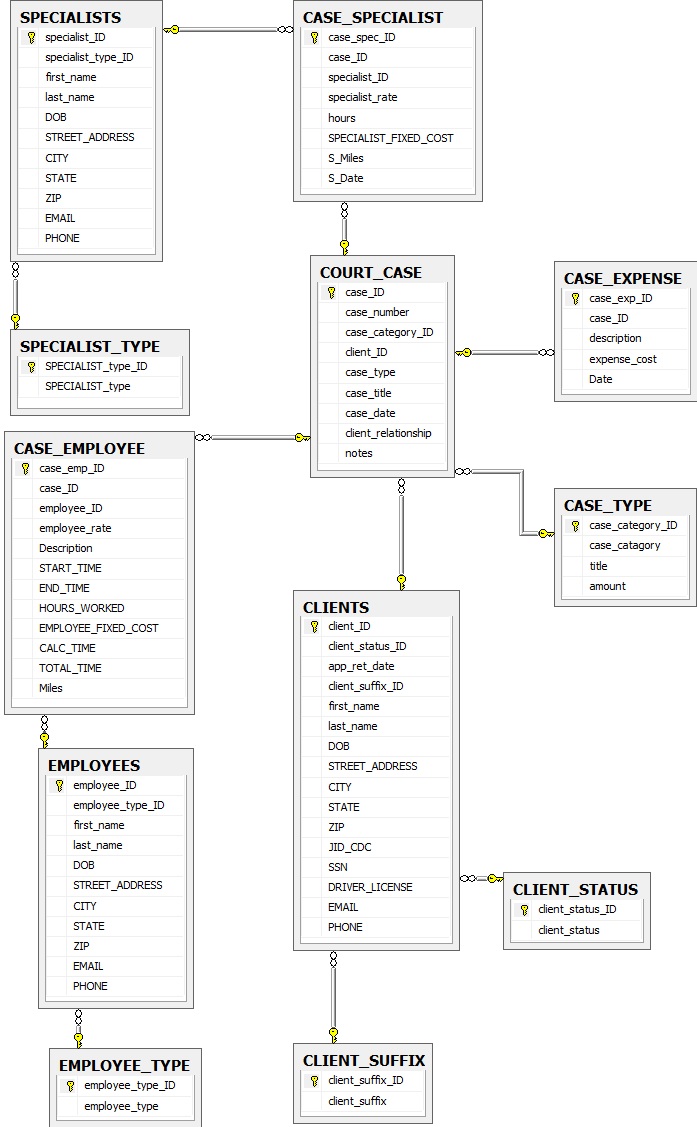 SPECIALISTS
specialist_ID
specialist_type_ID
first_name
last_name
DOB
STREET_ADDRESS
CITY
STATE
ZIP
EMAIL
PHONE
CASE_SPECIALIST
case_spec_ID
case_ID
specialist_ID
specialist_rate
hours
SPECIALIST_FIXED_COST
S_Miles
S_Date
SPECIALIST_TYPE
SPECIALIST_type_ID
SPECIALIST_type
COURT_CASE
case_ID
case_number
case_category_ID
client_ID
case_type
case_title
case_date
client_relationship
notes
CASE_EXPENSE
case_exp_ID
case_ID
description
expense_cost
Date
CASE_EMPLOYEE
case_emp_ID
case_ID
employee_ID
employee_rate
Description
START_TIME
END_TIME
HOURS_WORKED
EMPLOYEE_FIXED_COST
CALC_TIME
TOTAL_TIME
Miles
CASE_TYPE
case_category_ID
case_catagory
title
amount
CLIENTS
client_ID
client_status_ID
app_ret_date
client_suffix_ID
first_name
last_name
DOB
STREET_ADDRESS
CITY
STATE
ZIP
JID_CDC
SSN
DRIVER_LICENSE
EMAIL
PHONE
EMPLOYEES
employee_ID
employee_type_ID
first_name
last_name
DOB
STREET_ADDRESS
CITY
STATE
ZIP
EMAIL
PHONE
CLIENT_STATUS
client_status_ID
client_status
EMPLOYEE_TYPE
employee_type_ID
employee_type
CLIENT_SUFFIX
client_suffix_ID
client_suffix